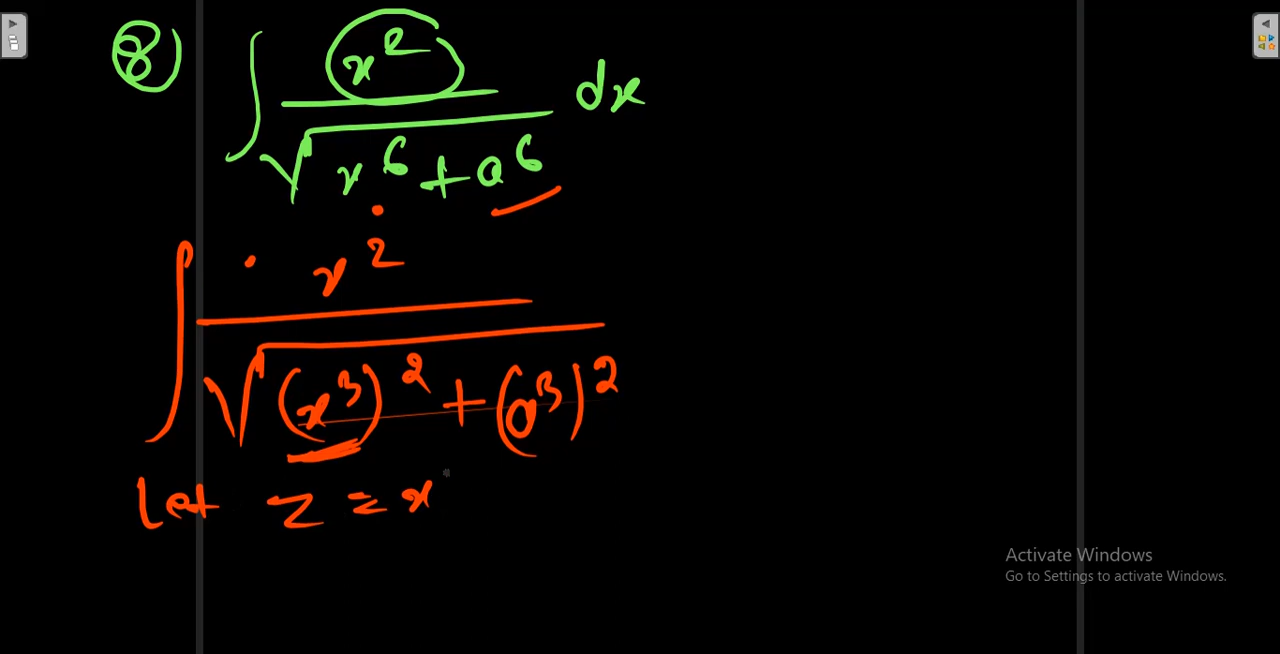 8) ∫ x² / √(x⁶ + a⁶) dx
∫ x² / √((x³)² + (a³)²)
Let z = x
Activate Windows
Go to Settings to activate Windows.